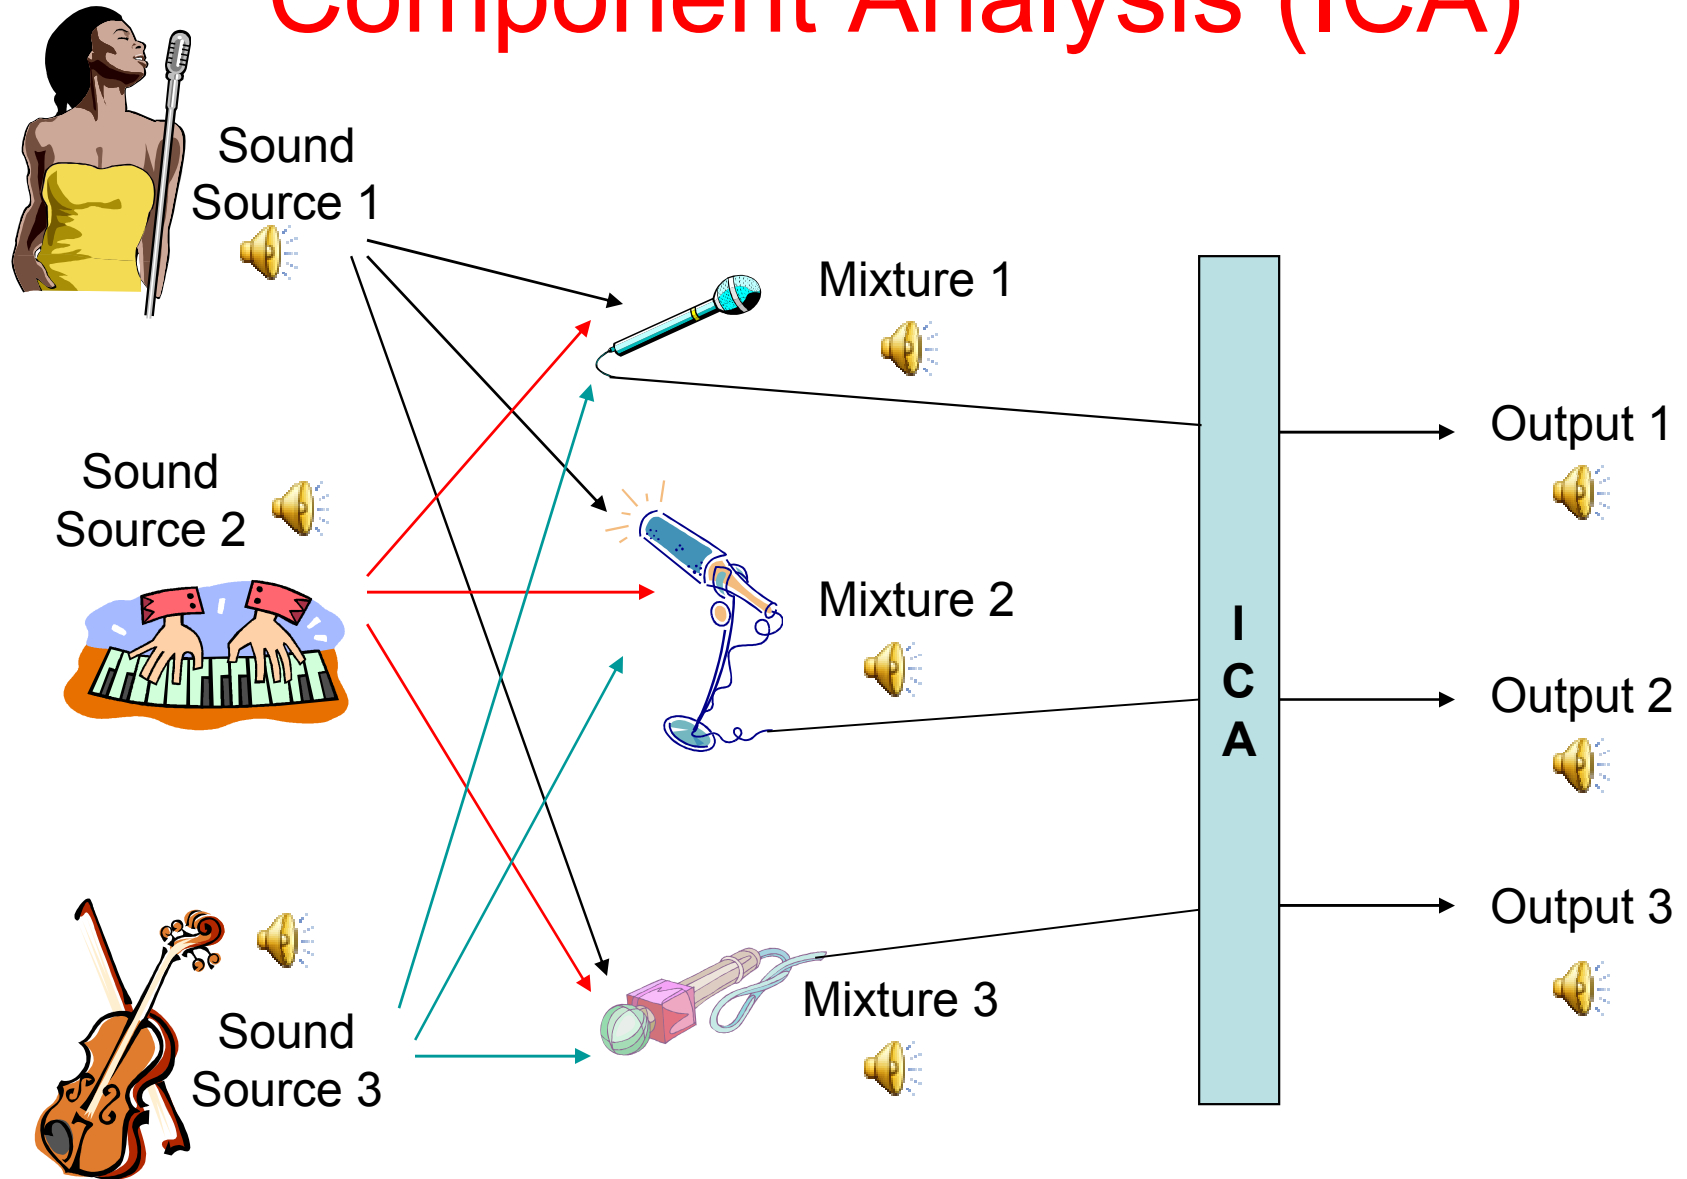 Component Analysis (ICA)
Sound
Source 1
Mixture 1
Output 1
Sound
Source 2
Mixture 2
I
C
A
Output 2
Output 3
Mixture 3
Sound
Source 3